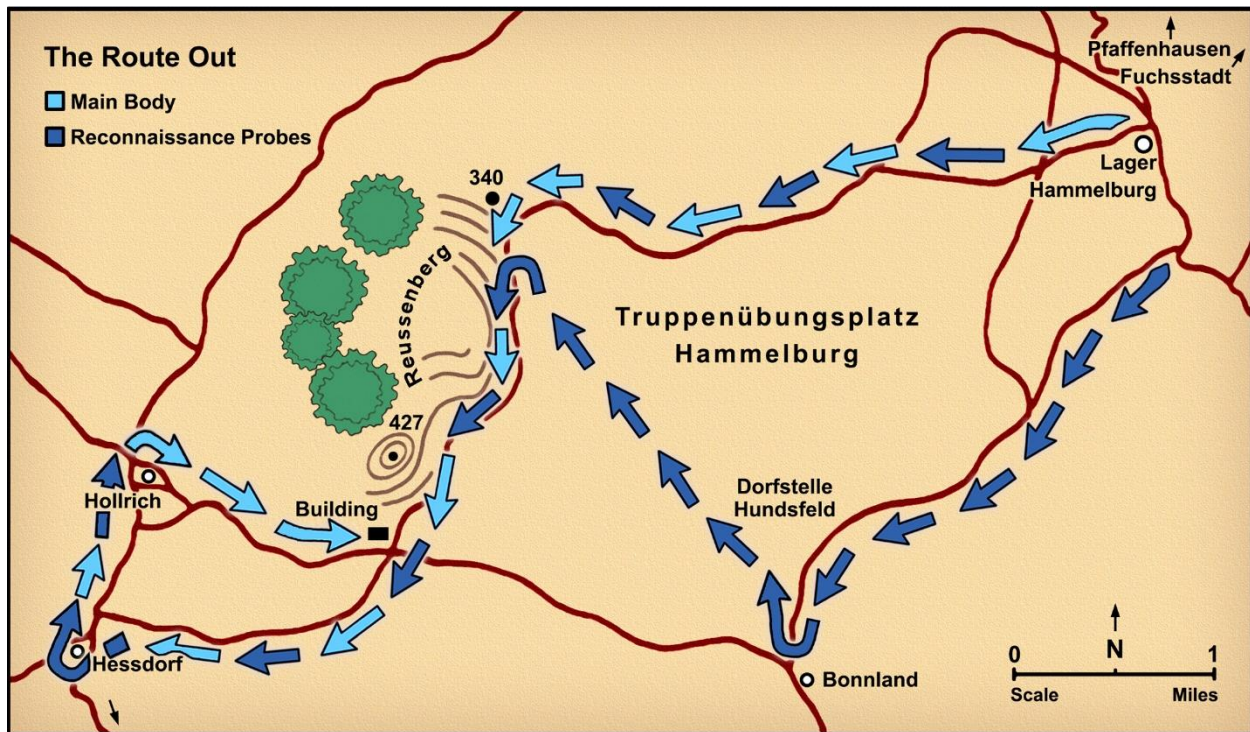 The Route Out
Main Body
Reconnaissance Probes
Pfaffenhausen
Fuchsstadt
Lager
Hammelburg
340
Reussenberg
Truppenübungsplatz
Hammelburg
427
Hollrich
Building
Dorfstelle
Hundsfeld
Hessdorf
Bonnland
0 N 1
Scale Miles